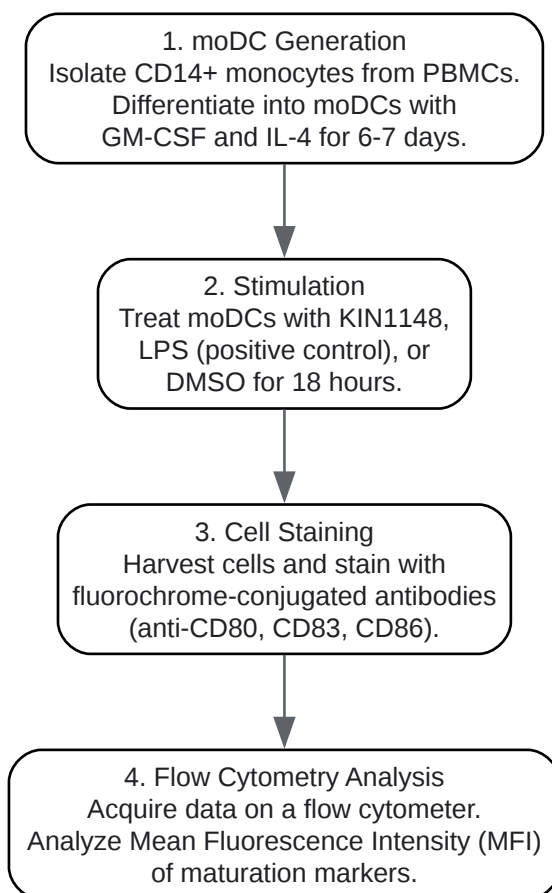 1. moDC Generation
Isolate CD14+ monocytes from PBMCs.
Differentiate into moDCs with
GM-CSF and IL-4 for 6-7 days.
2. Stimulation
Treat moDCs with KIN1148,
LPS (positive control), or
DMSO for 18 hours.
3. Cell Staining
Harvest cells and stain with
fluorochrome-conjugated antibodies
(anti-CD80, CD83, CD86).
4. Flow Cytometry Analysis
Acquire data on a flow cytometer.
Analyze Mean Fluorescence Intensity (MFI)
of maturation markers.